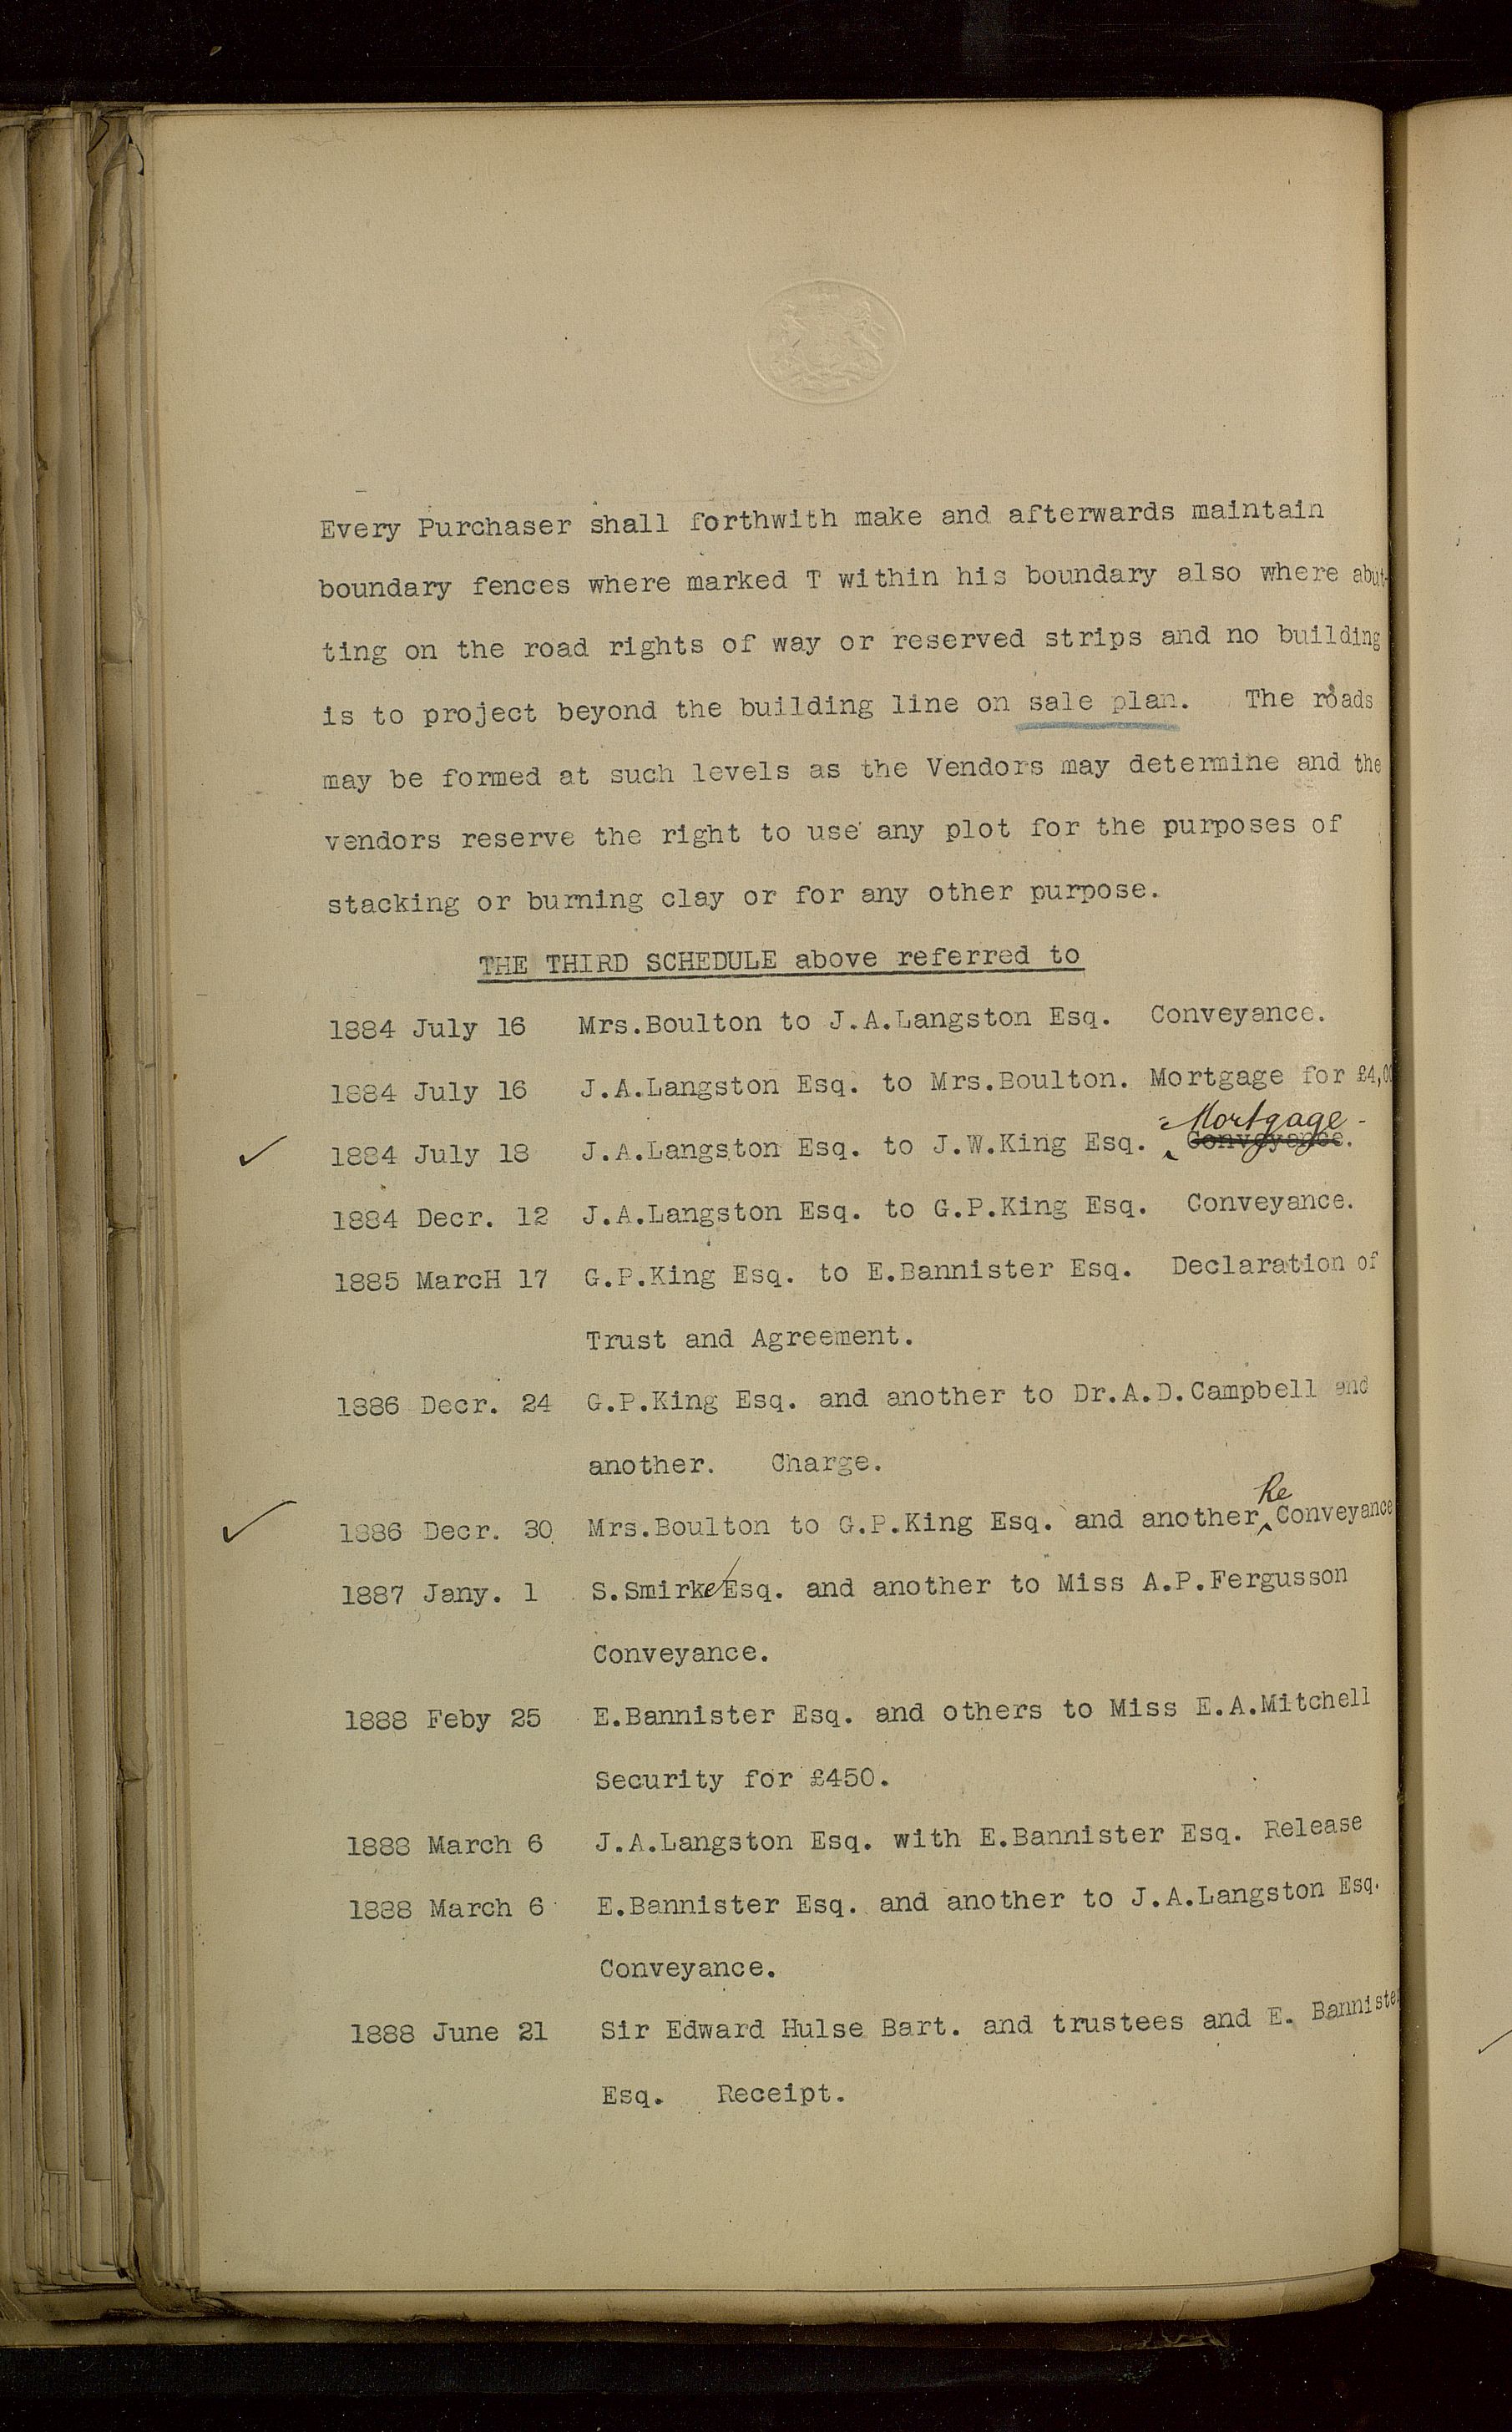 Every Purchaser shall forthwith make and afterwards maintain
boundary fences where marked T within his boundary also where abut-
ting on the road rights of way or reserved strips and no building
is to project beyond the building line on sale plan. The roads
may be formed at such levels as the Vendors may determine and the
vendors reserve the right to use any plot for the purposes of
stacking or burning clay or for any other purpose.
THE THIRD SCHEDULE above referred to
1884 July 16 Mrs.Boulton to J.A.Langston Esq. Conveyance.
1884 July 16 J.A.Langston Esq. to Mrs.Boulton. Mortgage for
Mortgage -
1884 July 18 J.A.Langston Esq. to J.W.King Esq. Conveyance.
1884 Decr. 12 J.A.Langston Esq. to G.P.King Esq. Conveyance.
1885 MarcH 17 G.P.King Esq. to E.Bannister Esq. Declaration of
Trust and Agreement.
1886 Decr. 24 G.P.King Esq. and another to Dr.A.D.Campbell and
another. Charge.
Re
1886 Decr. 30 Mrs.Boulton to G.P.King Esq. and another Conveyance
1887 Jany. 1 S.Smirke Esq. and another to Miss A.P.Fergusson
Conveyance.
1888 Feby 25 E.Bannister Esq. and others to Miss E.A.Mitchell
Security for £450.
1888 March 6 J.A.Langston Esq. with E.Bannister Esq. Release
1888 March 6 E.Bannister Esq. and another to J.A.Langston Esq.
Conveyance.
1888 June 21 Sir Edward Hulse Bart. and trustees and E. Bannister
Esq. Receipt.